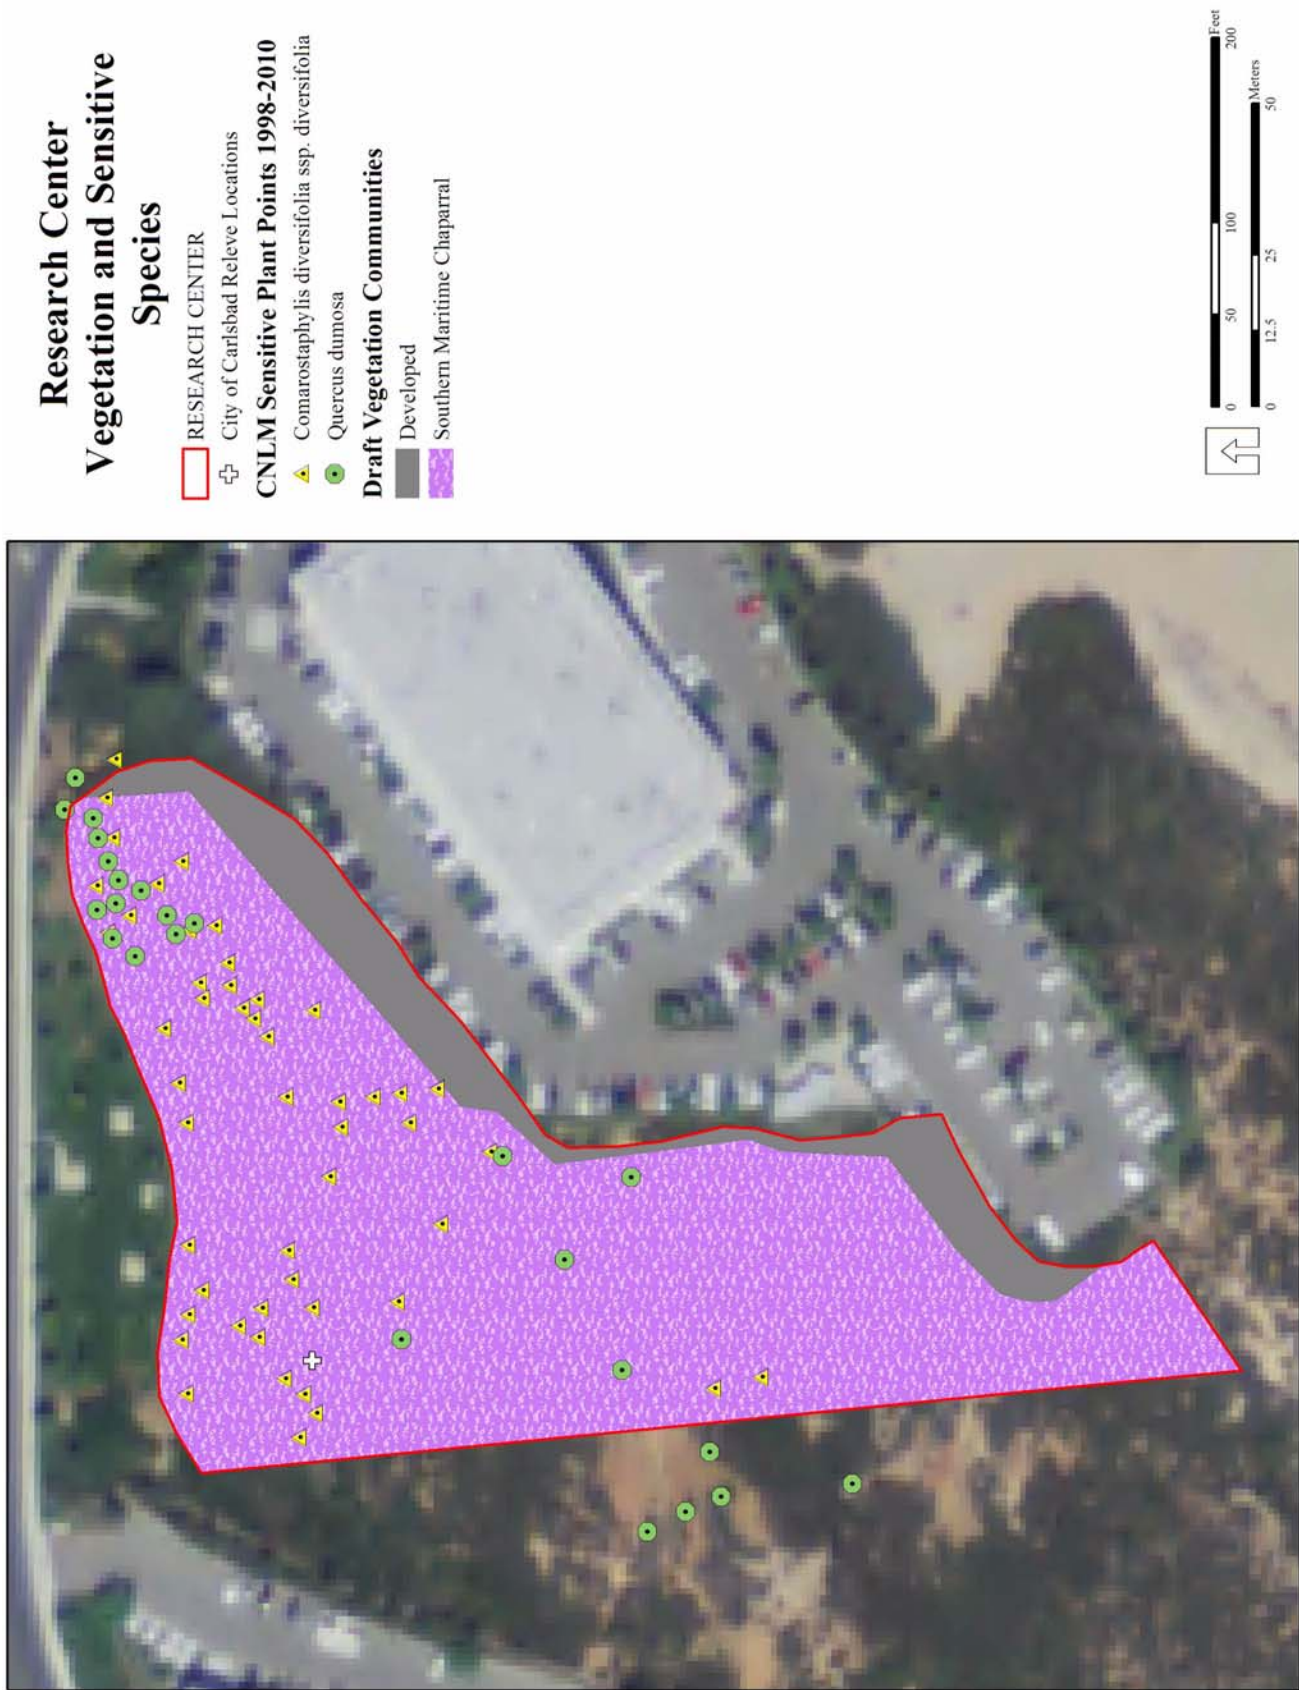 Research Center
Vegetation and Sensitive
Species
RESEARCH CENTER
City of Carlsbad Releve Locations
CNLM Sensitive Plant Points 1998-2010
Comarostaphylis diversifolia ssp. diversifolia
Quercus dumosa
Draft Vegetation Communities
Developed
Southern Maritime Chaparral
Feet
0 50 100 200
Meters
0 12.5 25 50